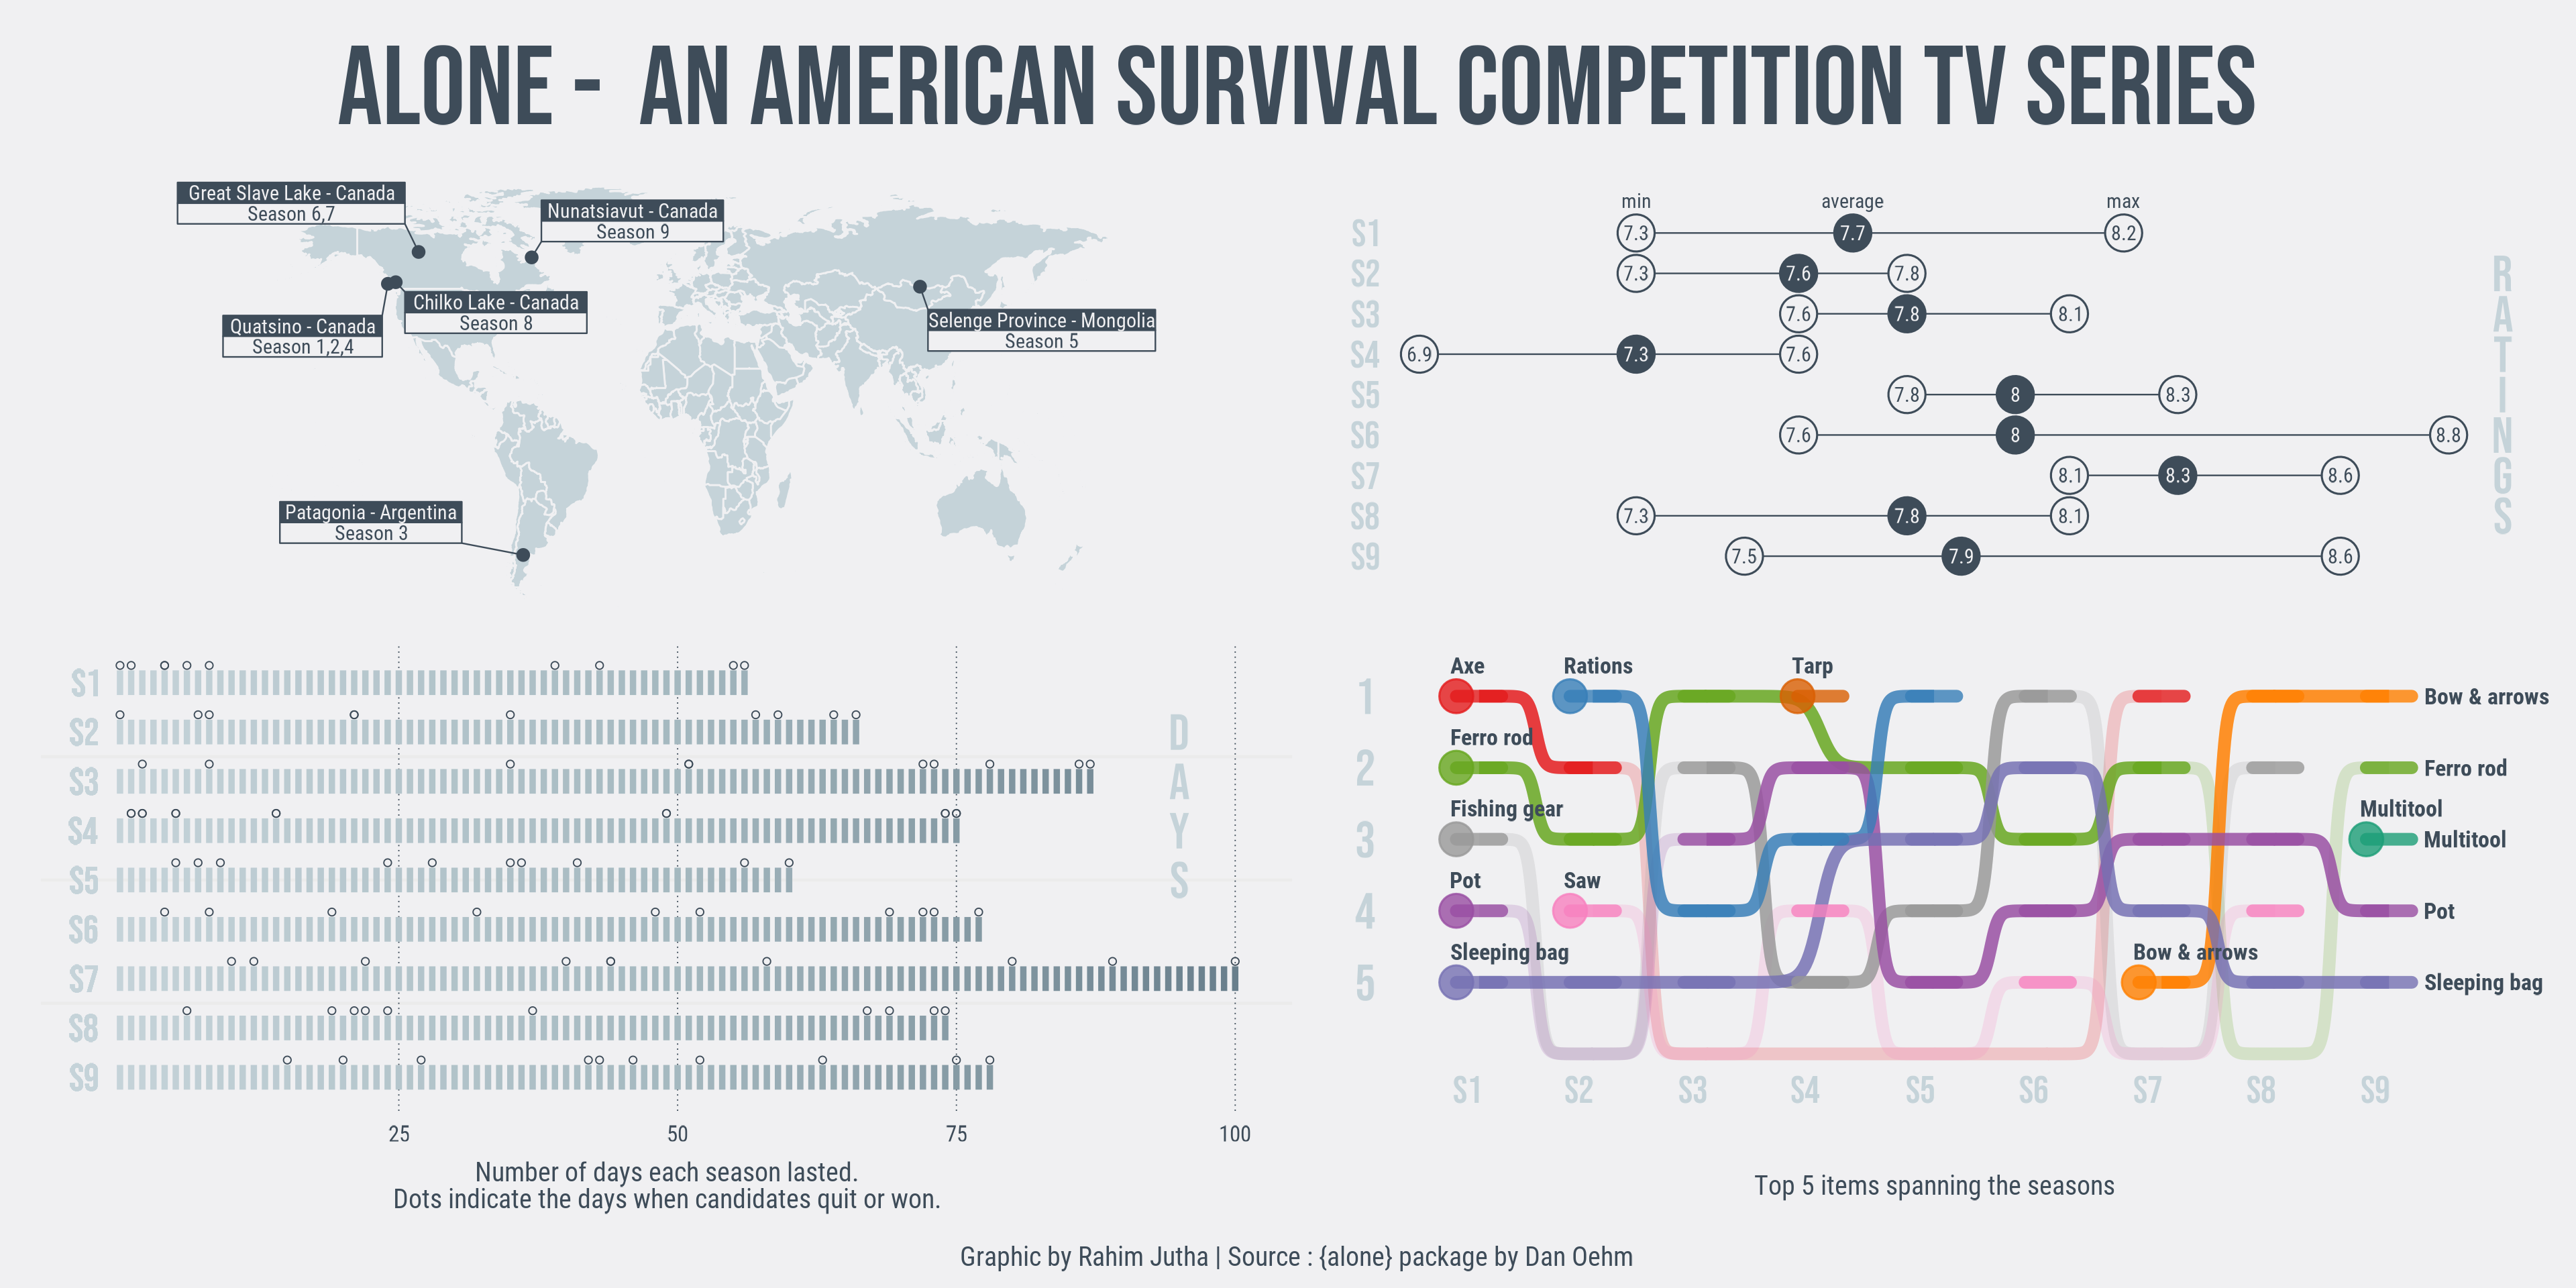 ALONE - AN AMERICAN SURVIVAL COMPETITION TV SERIES
Great Slave Lake - Canada
Season 6,7
Nunatsiavut - Canada
Season 9
Chilko Lake - Canada
Season 8
Quatsino - Canada
Season 1,2,4
Selenge Province - Mongolia
Season 5
Patagonia - Argentina
Season 3
min average max
S1 7.3 7.7 8.2
S2 7.3 7.6 7.8
S3 7.6 7.8 8.1
S4 6.9 7.3 7.6
S5 7.8 8 8.3
S6 7.6 8 8.8
S7 8.1 8.3 8.6
S8 7.3 7.8 8.1
S9 7.5 7.9 8.6
RATINGS
S1
S2
S3
S4
S5
S6
S7
S8
S9
DAYS
25 50 75 100
Number of days each season lasted.
Dots indicate the days when candidates quit or won.
1
2
3
4
5
Axe Rations Tarp
Bow & arrows
Ferro rod
Ferro rod
Fishing gear
Multitool
Multitool
Pot Saw
Pot
Sleeping bag
Bow & arrows
Sleeping bag
S1 S2 S3 S4 S5 S6 S7 S8 S9
Top 5 items spanning the seasons
Graphic by Rahim Jutha | Source : {alone} package by Dan Oehm